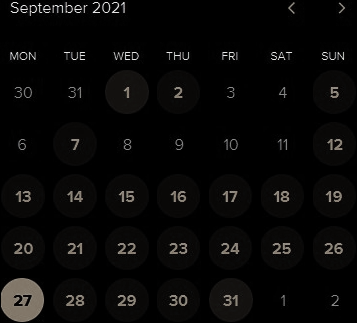 September 2021
MON TUE WED THU FRI SAT SUN
30 31 1 2 3 4 5
6 7 8 9 10 11 12
13 14 15 16 17 18 19
20 21 22 23 24 25 26
27 28 29 30 31 1 2